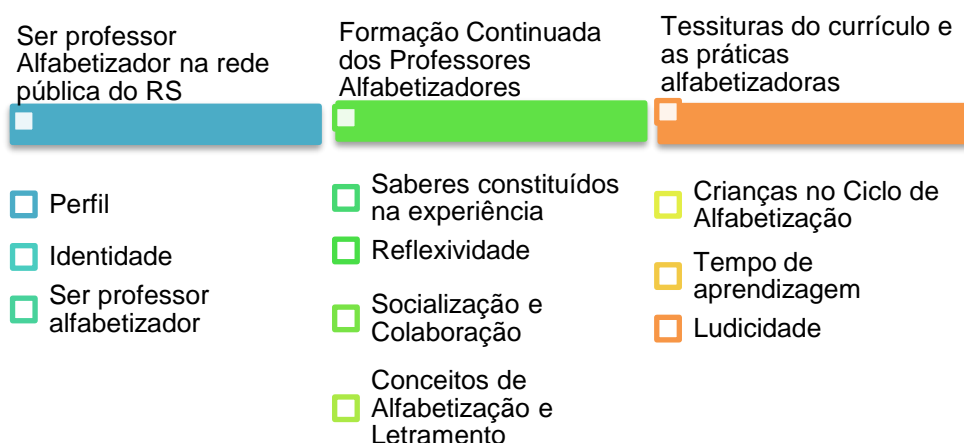 Ser professor
Alfabetizador na rede
pública do RS
Perfil
Identidade
Ser professor
alfabetizador
Formação Continuada
dos Professores
Alfabetizadores
Saberes constituídos
na experiência
Reflexividade
Socialização e
Colaboração
Conceitos de
Alfabetização e
Letramento
Tessituras do currículo e
as práticas
alfabetizadoras
Crianças no Ciclo de
Alfabetização
Tempo de
aprendizagem
Ludicidade